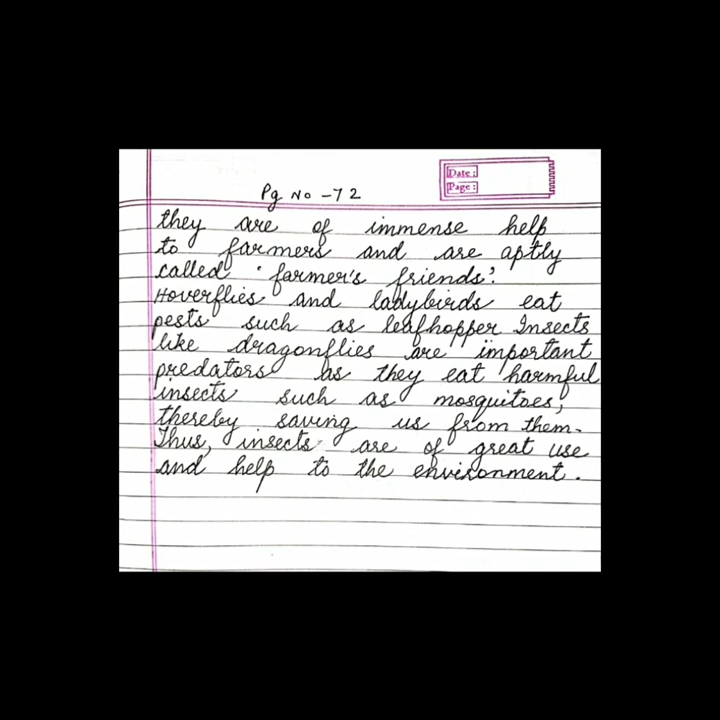 Date :
Page :
Pg No -72
they are of immense help
to farmers and are aptly
called 'farmer's friends'.
Hoverflies and ladybirds eat
pests such as leafhopper Insects
like dragonflies are important
predators as they eat harmful
insects such as mosquitoes,
thereby saving us from them.
Thus, insects are of great use
and help to the environment.